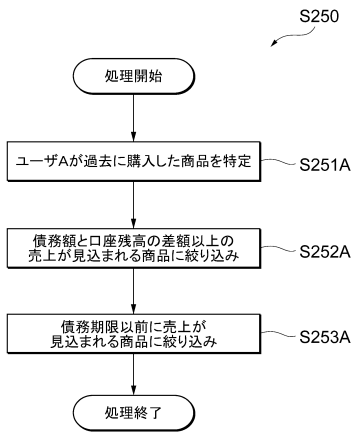 S250
処理開始
ユーザAが過去に購入した商品を特定
S251A
債務額と口座残高の差額以上の
売上が見込まれる商品に絞り込み
S252A
債務期限以前に売上が
見込まれる商品に絞り込み
S253A
処理終了